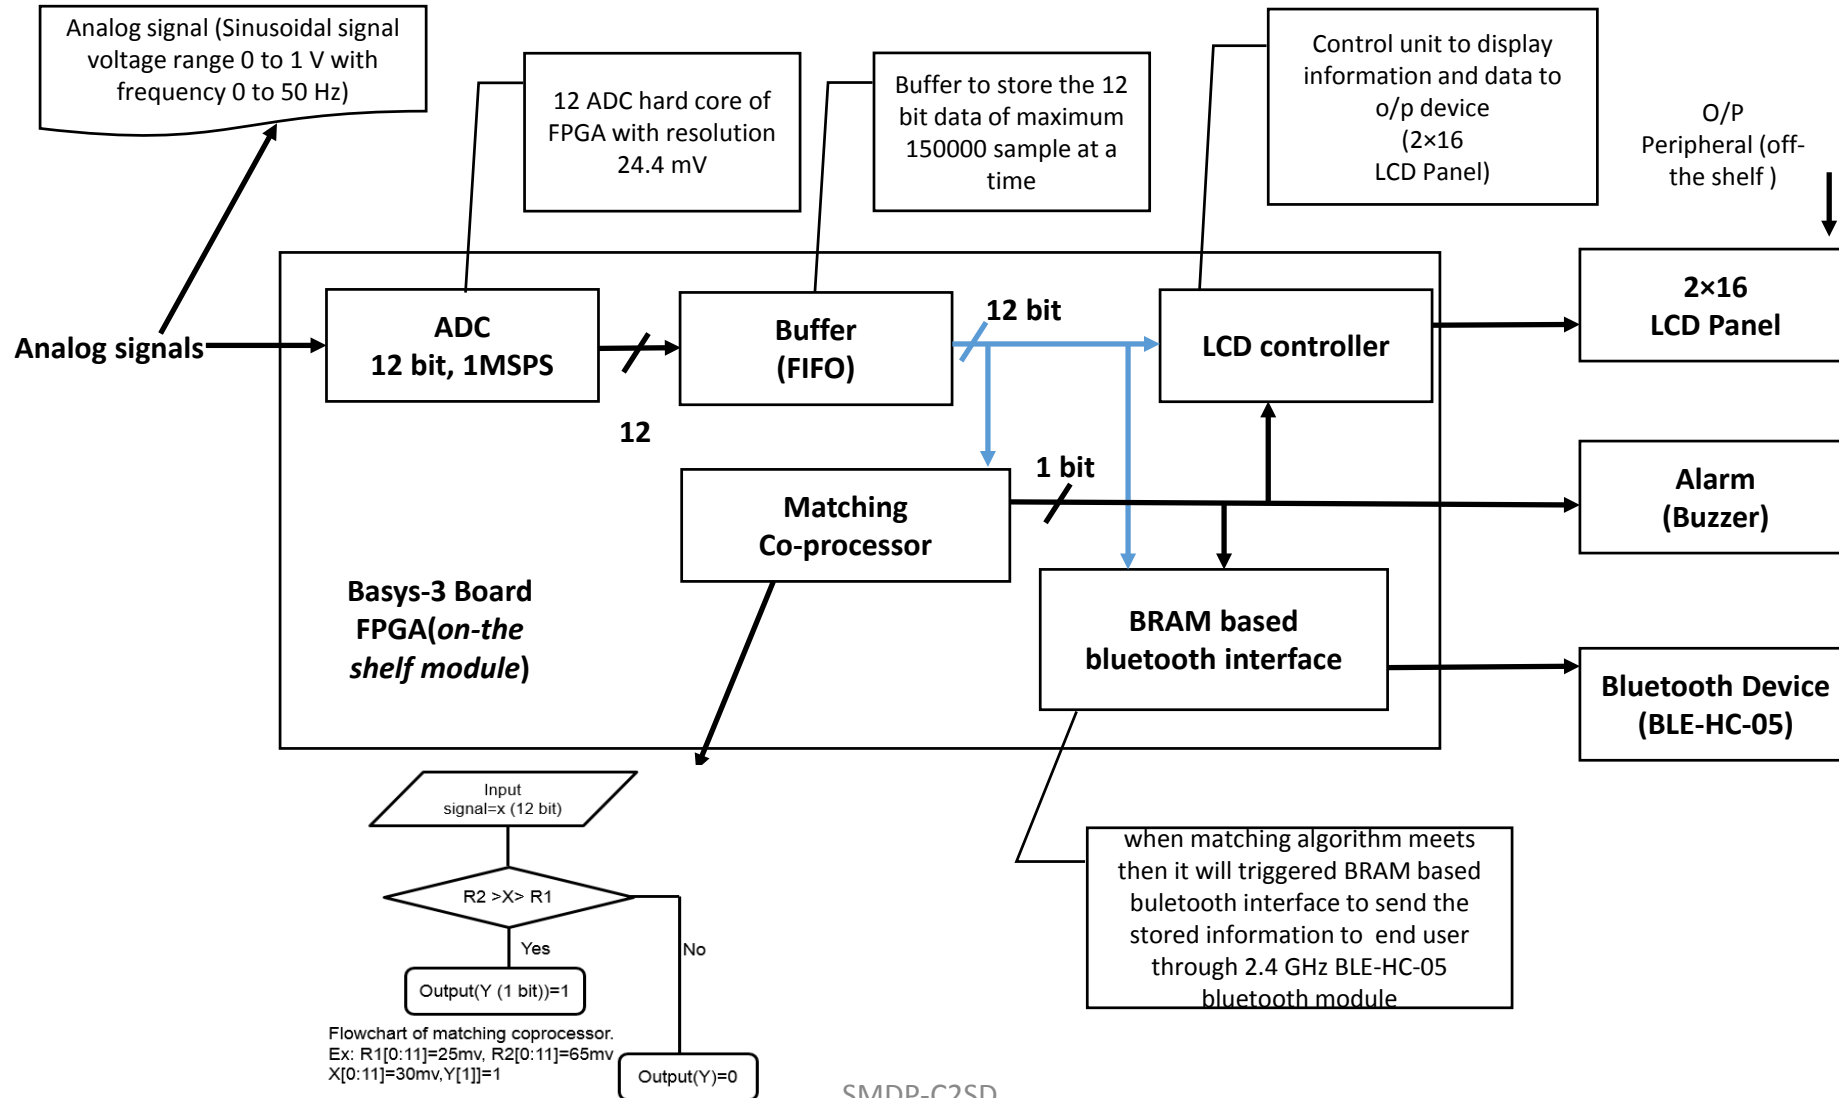 Analog signal (Sinusoidal signal
voltage range 0 to 1 V with
frequency 0 to 50 Hz)
12 ADC hard core of
FPGA with resolution
24.4 mV
Buffer to store the 12
bit data of maximum
150000 sample at a
time
Control unit to display
information and data to
o/p device
(2×16
LCD Panel)
O/P
Peripheral (off-
the shelf )
Analog signals
ADC
12 bit, 1MSPS
12
Buffer
(FIFO)
12 bit
LCD controller
2×16
LCD Panel
Matching
Co-processor
1 bit
Alarm
(Buzzer)
Basys-3 Board
FPGA(on-the
shelf module)
BRAM based
bluetooth interface
Bluetooth Device
(BLE-HC-05)
Input
signal=x (12 bit)
R2 >X> R1
Yes
No
Output(Y (1 bit))=1
Flowchart of matching coprocessor.
Ex: R1[0:11]=25mv, R2[0:11]=65mv
X[0:11]=30mv,Y[1]]=1
Output(Y)=0
when matching algorithm meets
then it will triggered BRAM based
buletooth interface to send the
stored information to end user
through 2.4 GHz BLE-HC-05
bluetooth module
SMDP-C2SD